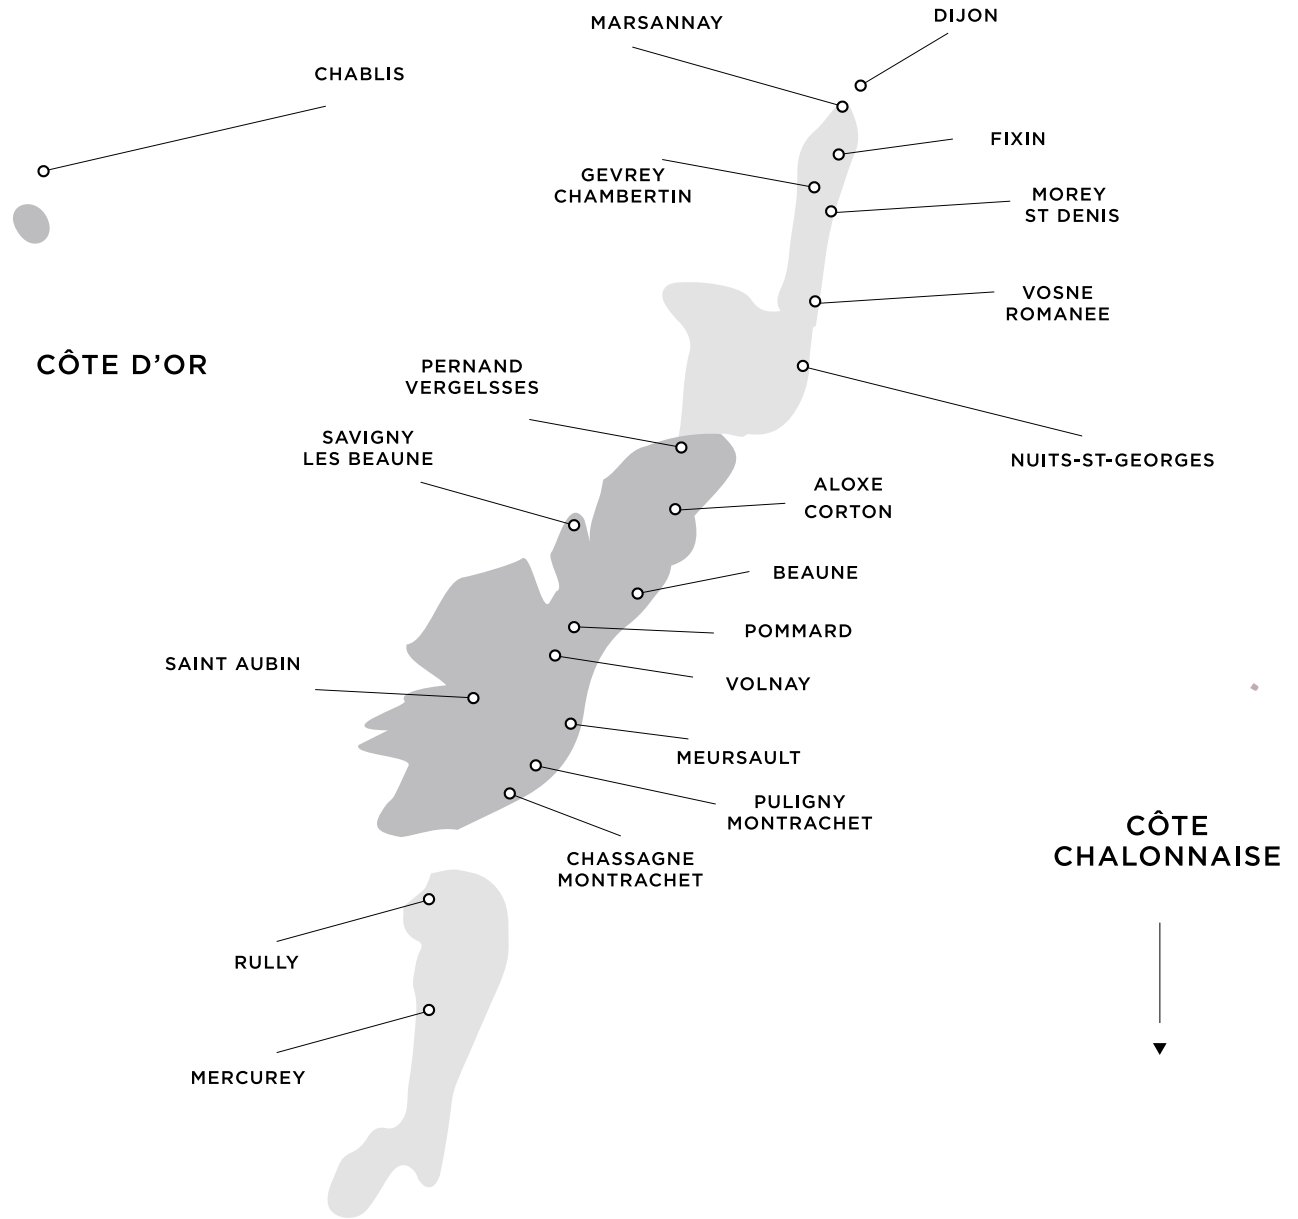 DIJON
MARSANNAY
CHABLIS
FIXIN
GEVREY
CHAMBERTIN
MOREY
ST DENIS
VOSNE
ROMANEE
CÔTE D'OR
PERNAND
VERGELSSES
SAVIGNY
LES BEAUNE
NUITS-ST-GEORGES
ALOXE
CORTON
BEAUNE
POMMARD
SAINT AUBIN
VOLNAY
MEURSAULT
PULIGNY
MONTRACHET
CÔTE
CHALONNAISE
CHASSAGNE
MONTRACHET
RULLY
MERCUREY